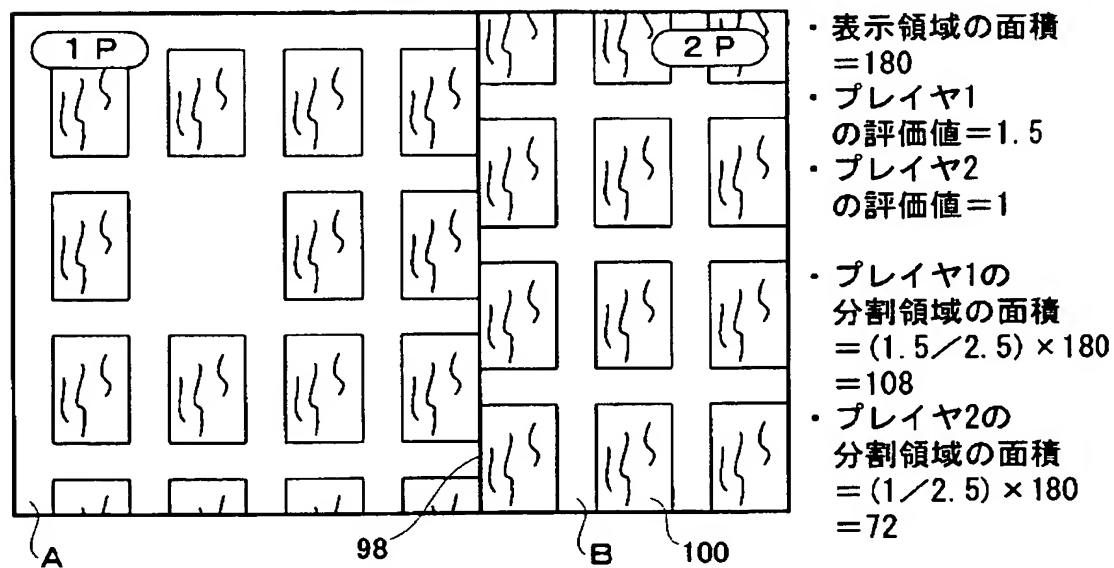 1P
2P
・表示領域の面積
＝180
・プレイヤ1
の評価値＝1.5
・プレイヤ2
の評価値＝1
・プレイヤ1の
分割領域の面積
＝(1.5／2.5)×180
＝108
・プレイヤ2の
分割領域の面積
＝(1／2.5)×180
＝72
A
98
B
100